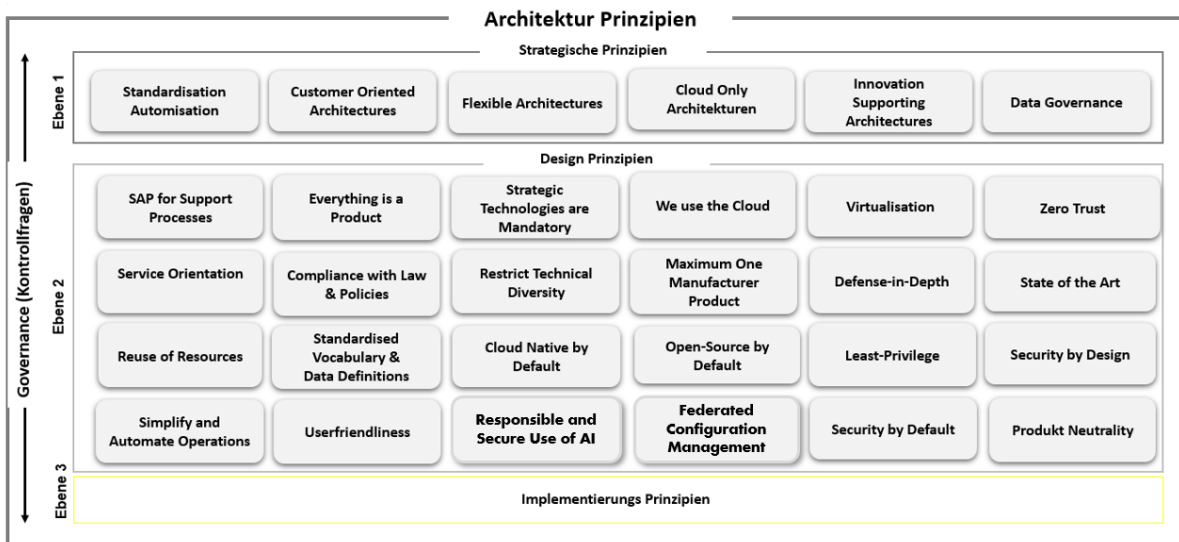 Architektur Prinzipien
Governance (Kontrollfragen)
Ebene 1
Strategische Prinzipien
Standardisation
Automisation
Customer Oriented
Architectures
Flexible Architectures
Cloud Only
Architekturen
Innovation
Supporting
Architectures
Data Governance
Ebene 2
Design Prinzipien
SAP for Support
Processes
Everything is a
Product
Strategic
Technologies are
Mandatory
We use the Cloud
Virtualisation
Zero Trust
Service Orientation
Compliance with Law
& Policies
Restrict Technical
Diversity
Maximum One
Manufacturer
Product
Defense-in-Depth
State of the Art
Reuse of Resources
Standardised
Vocabulary &
Data Definitions
Cloud Native by
Default
Open-Source by
Default
Least-Privilege
Security by Design
Simplify and
Automate Operations
Userfriendliness
Responsible and
Secure Use of AI
Federated
Configuration
Management
Security by Default
Produkt Neutrality
Ebene 3
Implementierungs Prinzipien